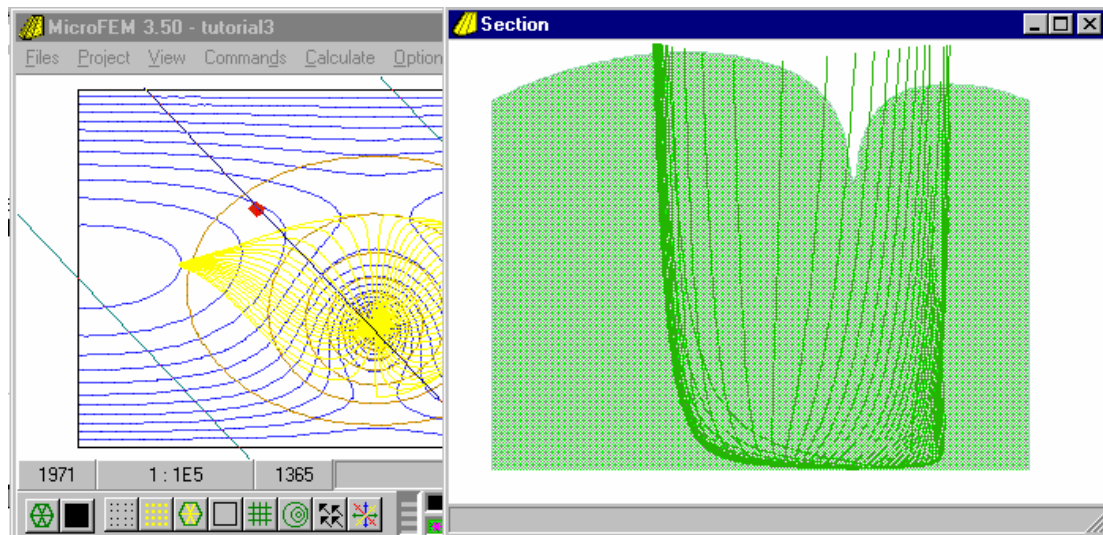 MicroFEM 3.50 - tutorial3
Files Project View Commands Calculate Option
1971 1 : 1E5 1365
Section